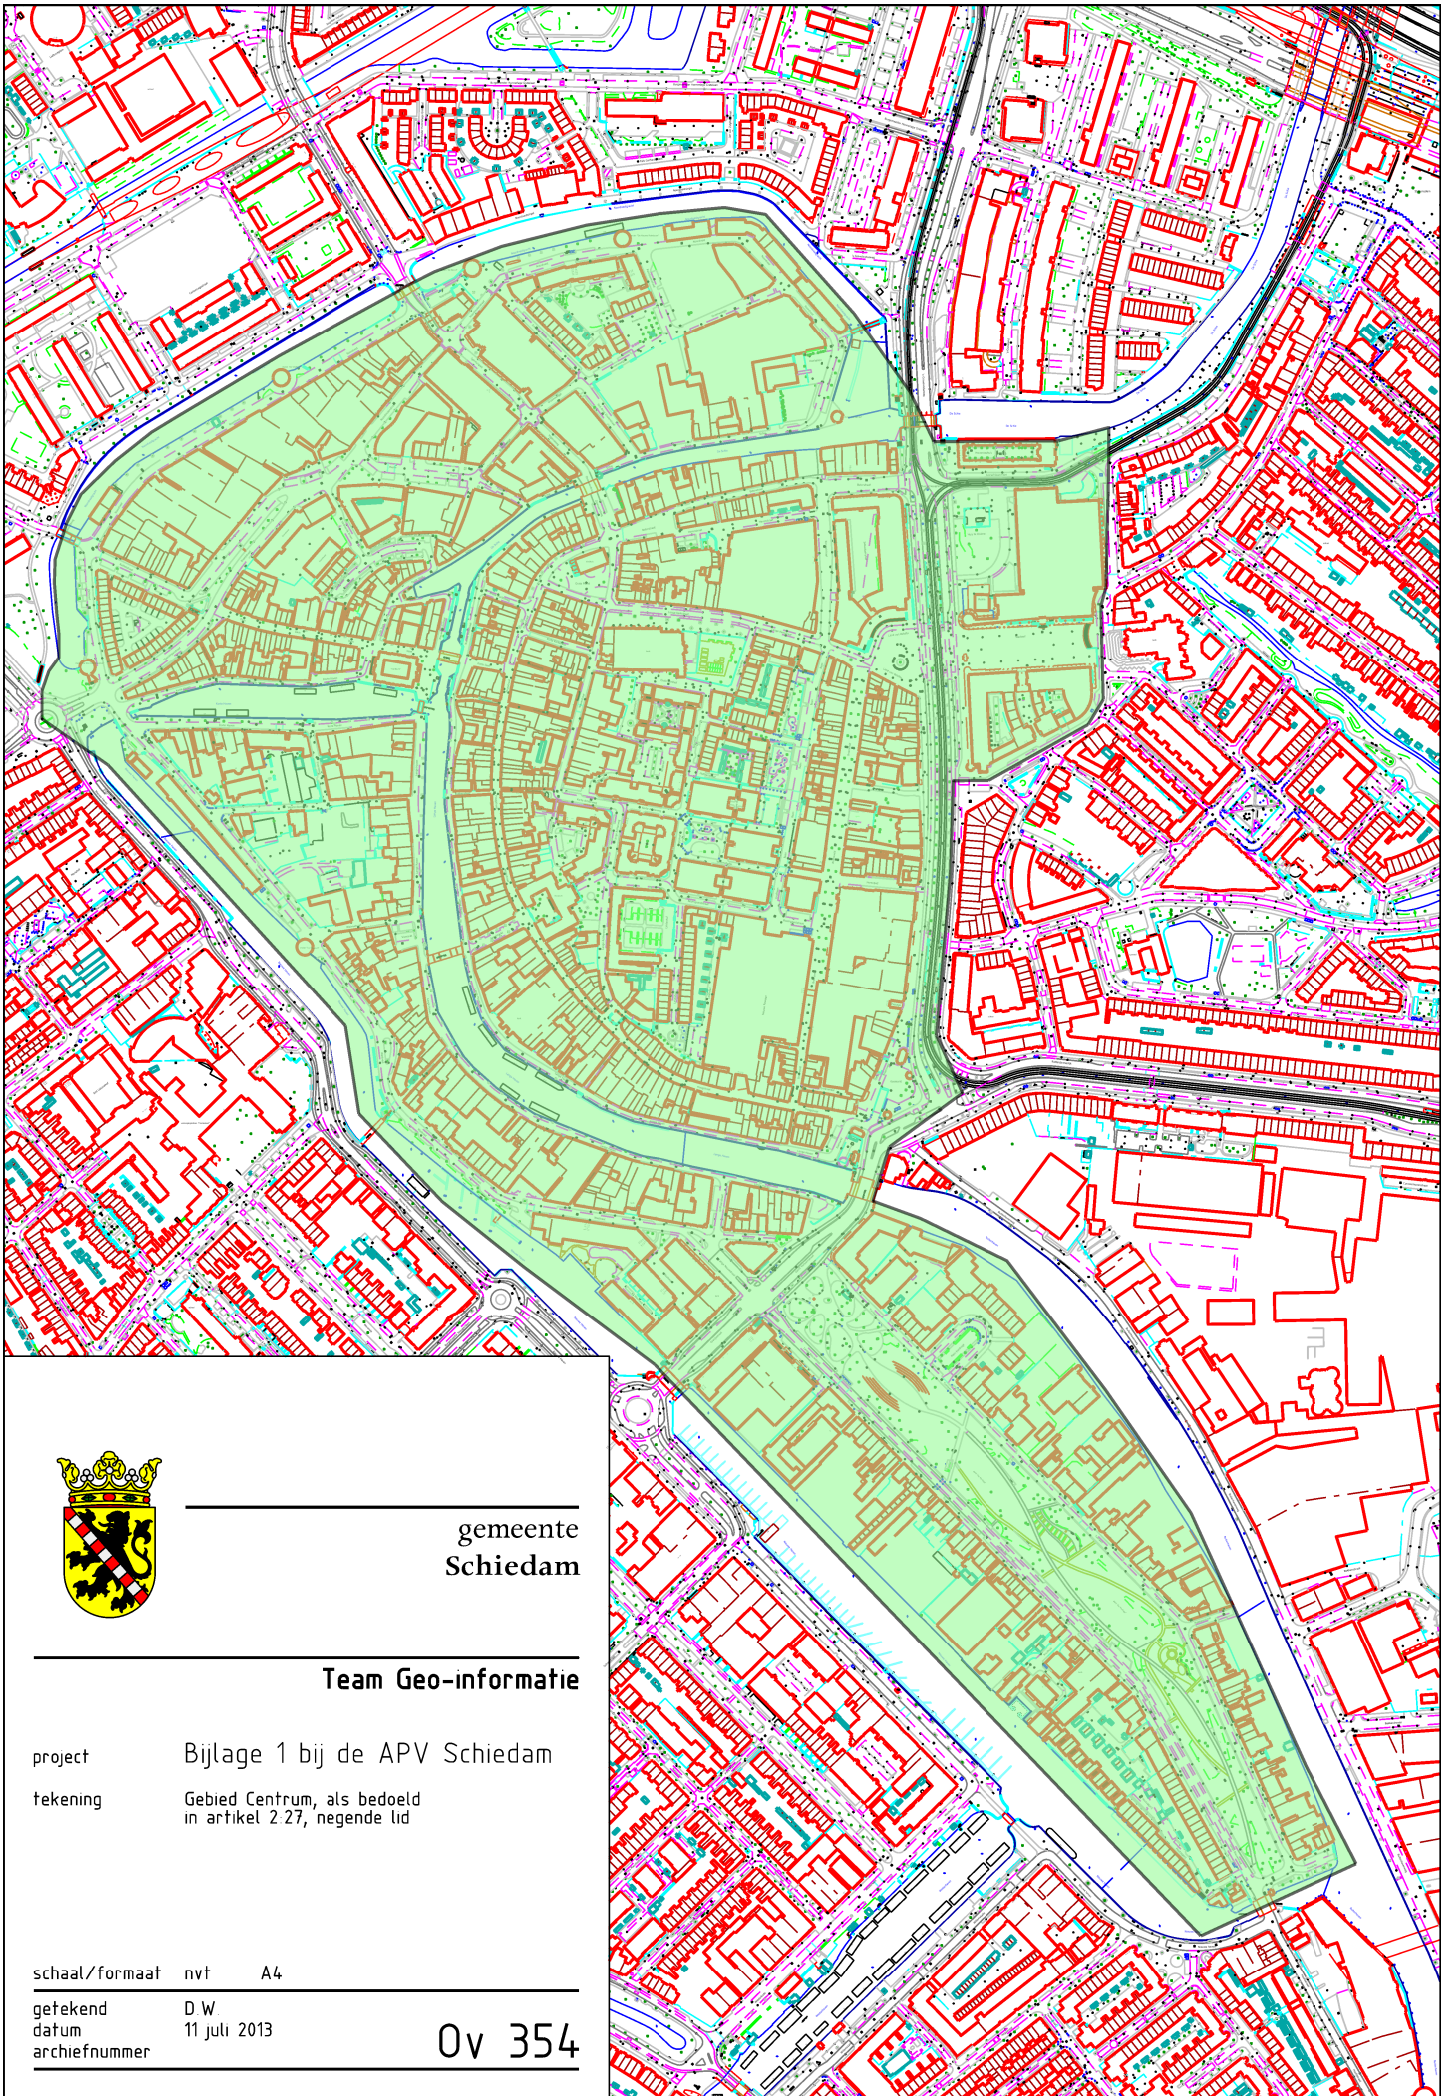 gemeente
Schiedam
Team Geo-informatie
project Bijlage 1 bij de APV Schiedam
tekening Gebied Centrum, als bedoeld
in artikel 2:27, negende lid
schaal/formaat nvt A4
getekend D.W.
datum 11 juli 2013
archiefnummer Ov 354